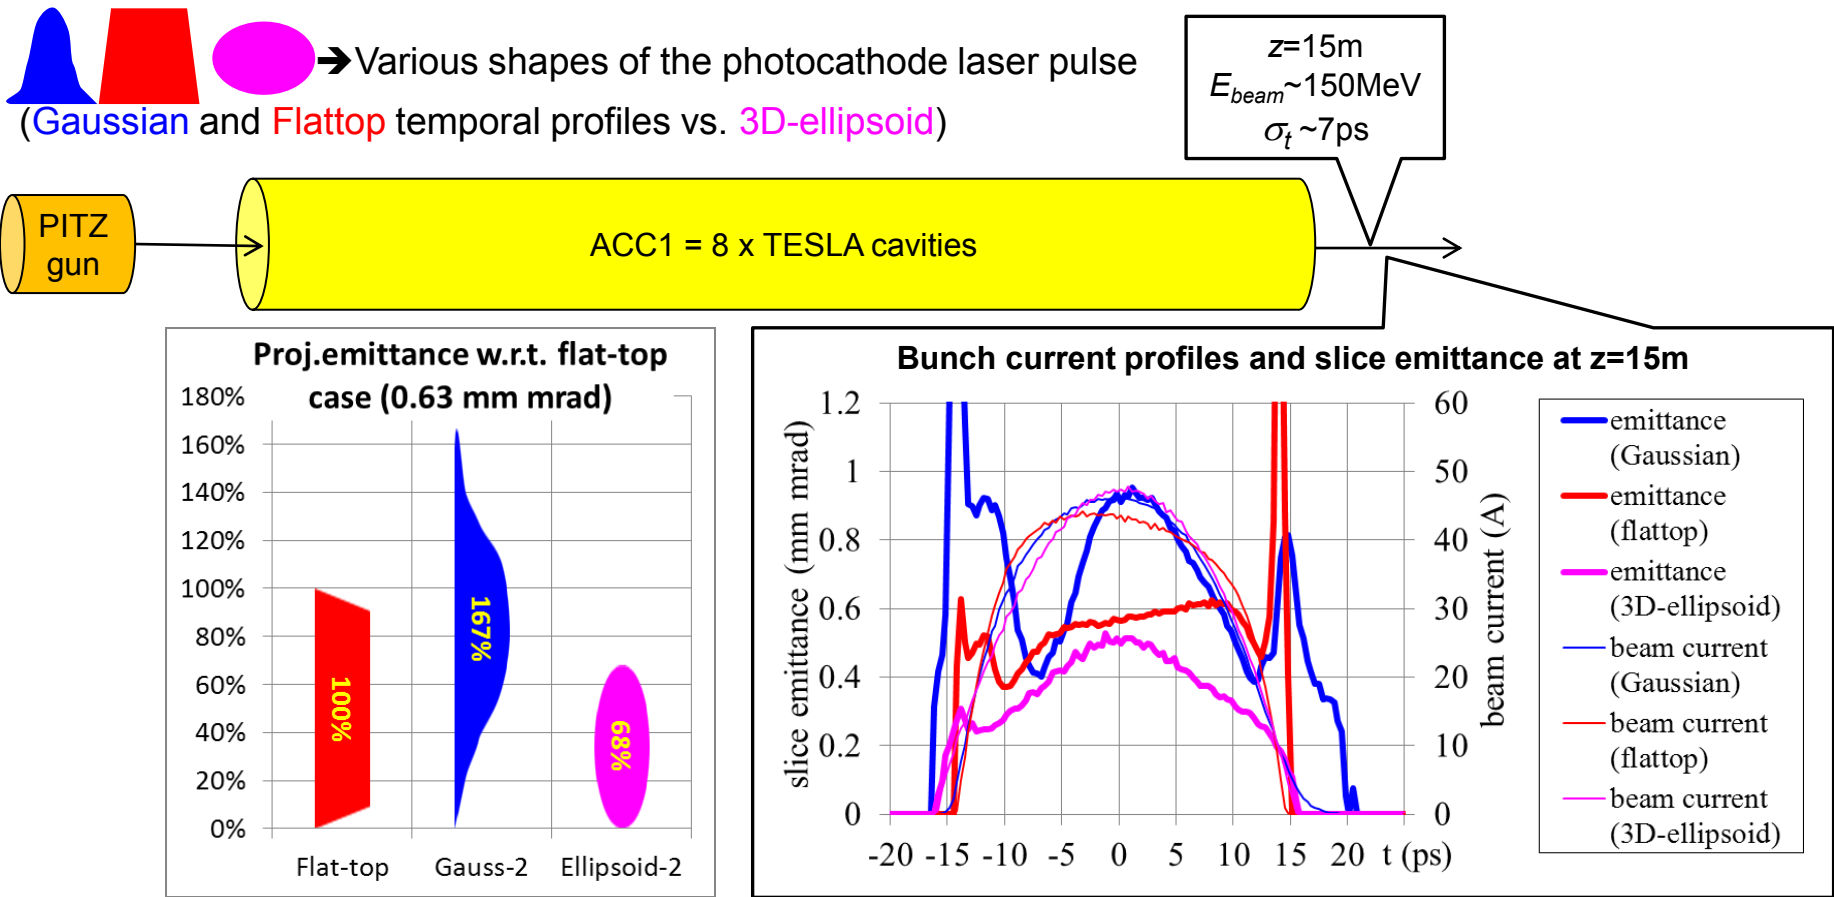 ➔Various shapes of the photocathode laser pulse
(Gaussian and Flattop temporal profiles vs. 3D-ellipsoid)
z=15m
Ebeam~150MeV
σt ~7ps
PITZ
gun
ACC1 = 8 x TESLA cavities
Proj.emittance w.r.t. flat-top
case (0.63 mm mrad)
180%
160%
140%
120%
100%
80%
60%
40%
20%
0%
100%
167%
68%
Flat-top
Gauss-2
Ellipsoid-2
Bunch current profiles and slice emittance at z=15m
slice emittance (mm mrad)
1.2
1
0.8
0.6
0.4
0.2
0
60
50
40
30
20
10
0
beam current (A)
-20 -15 -10 -5 0 5 10 15 20 t (ps)
emittance
(Gaussian)
emittance
(flattop)
emittance
(3D-ellipsoid)
beam current
(Gaussian)
beam current
(flattop)
beam current
(3D-ellipsoid)